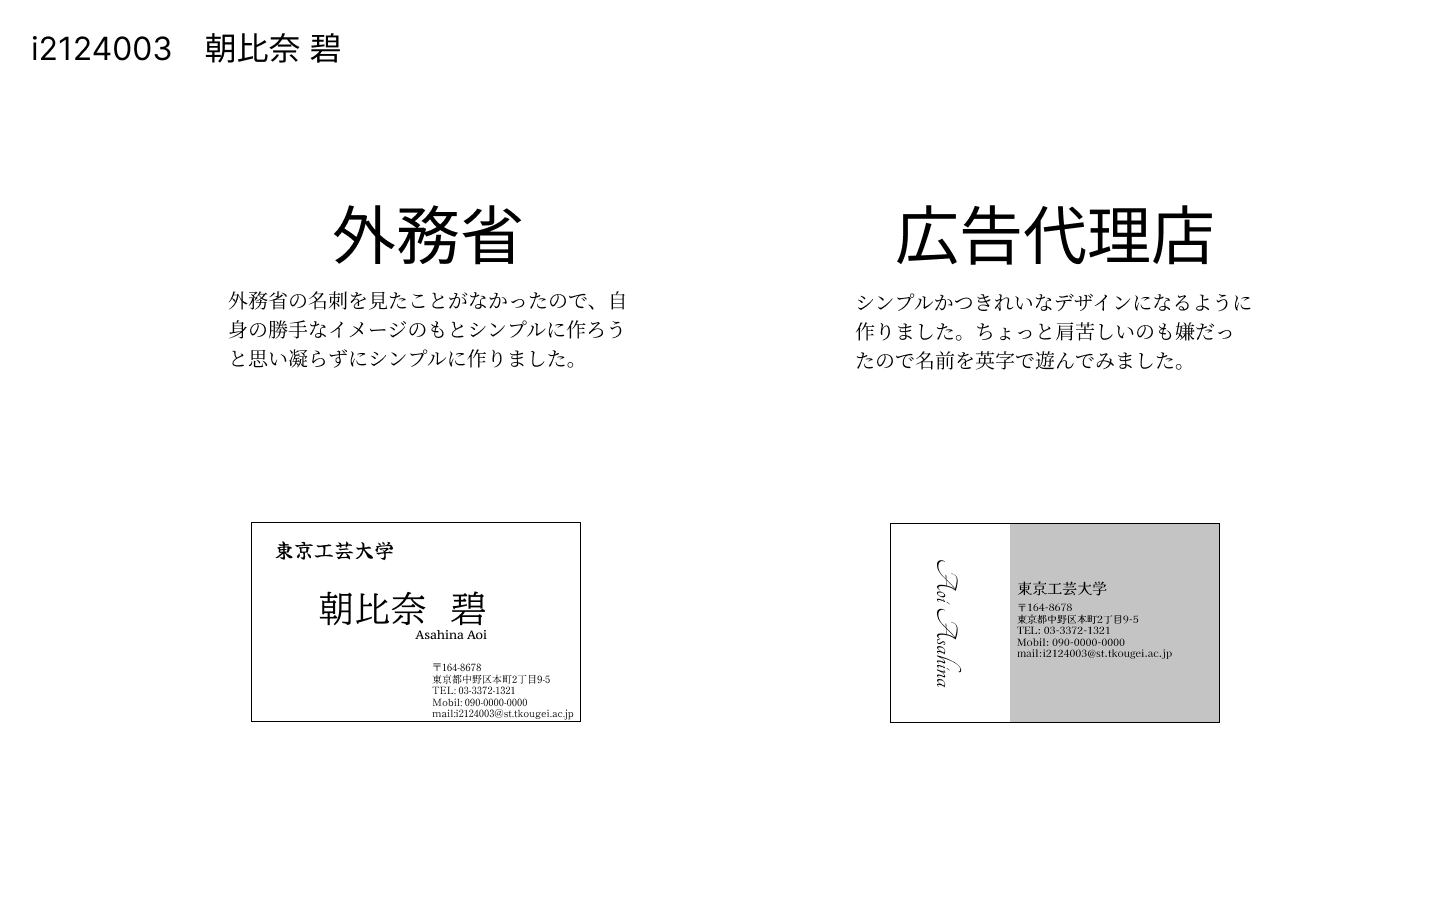 i2124003　朝比奈 碧
外務省
外務省の名刺を見たことがなかったので、自
身の勝手なイメージのもとシンプルに作ろう
と思い凝らずにシンプルに作りました。
東京工芸大学
朝比奈　碧
Asahina Aoi
〒164-8678
東京都中野区本町2丁目9-5
TEL: 03-3372-1321
Mobil: 090-0000-0000
mail:i2124003@st.tkougei.ac.jp
広告代理店
シンプルかつきれいなデザインになるように
作りました。ちょっと肩苦しいのも嫌だっ
たので名前を英字で遊んでみました。
Aoi Asahina
東京工芸大学
〒164-8678
東京都中野区本町2丁目9-5
TEL: 03-3372-1321
Mobil: 090-0000-0000
mail:i2124003@st.tkougei.ac.jp